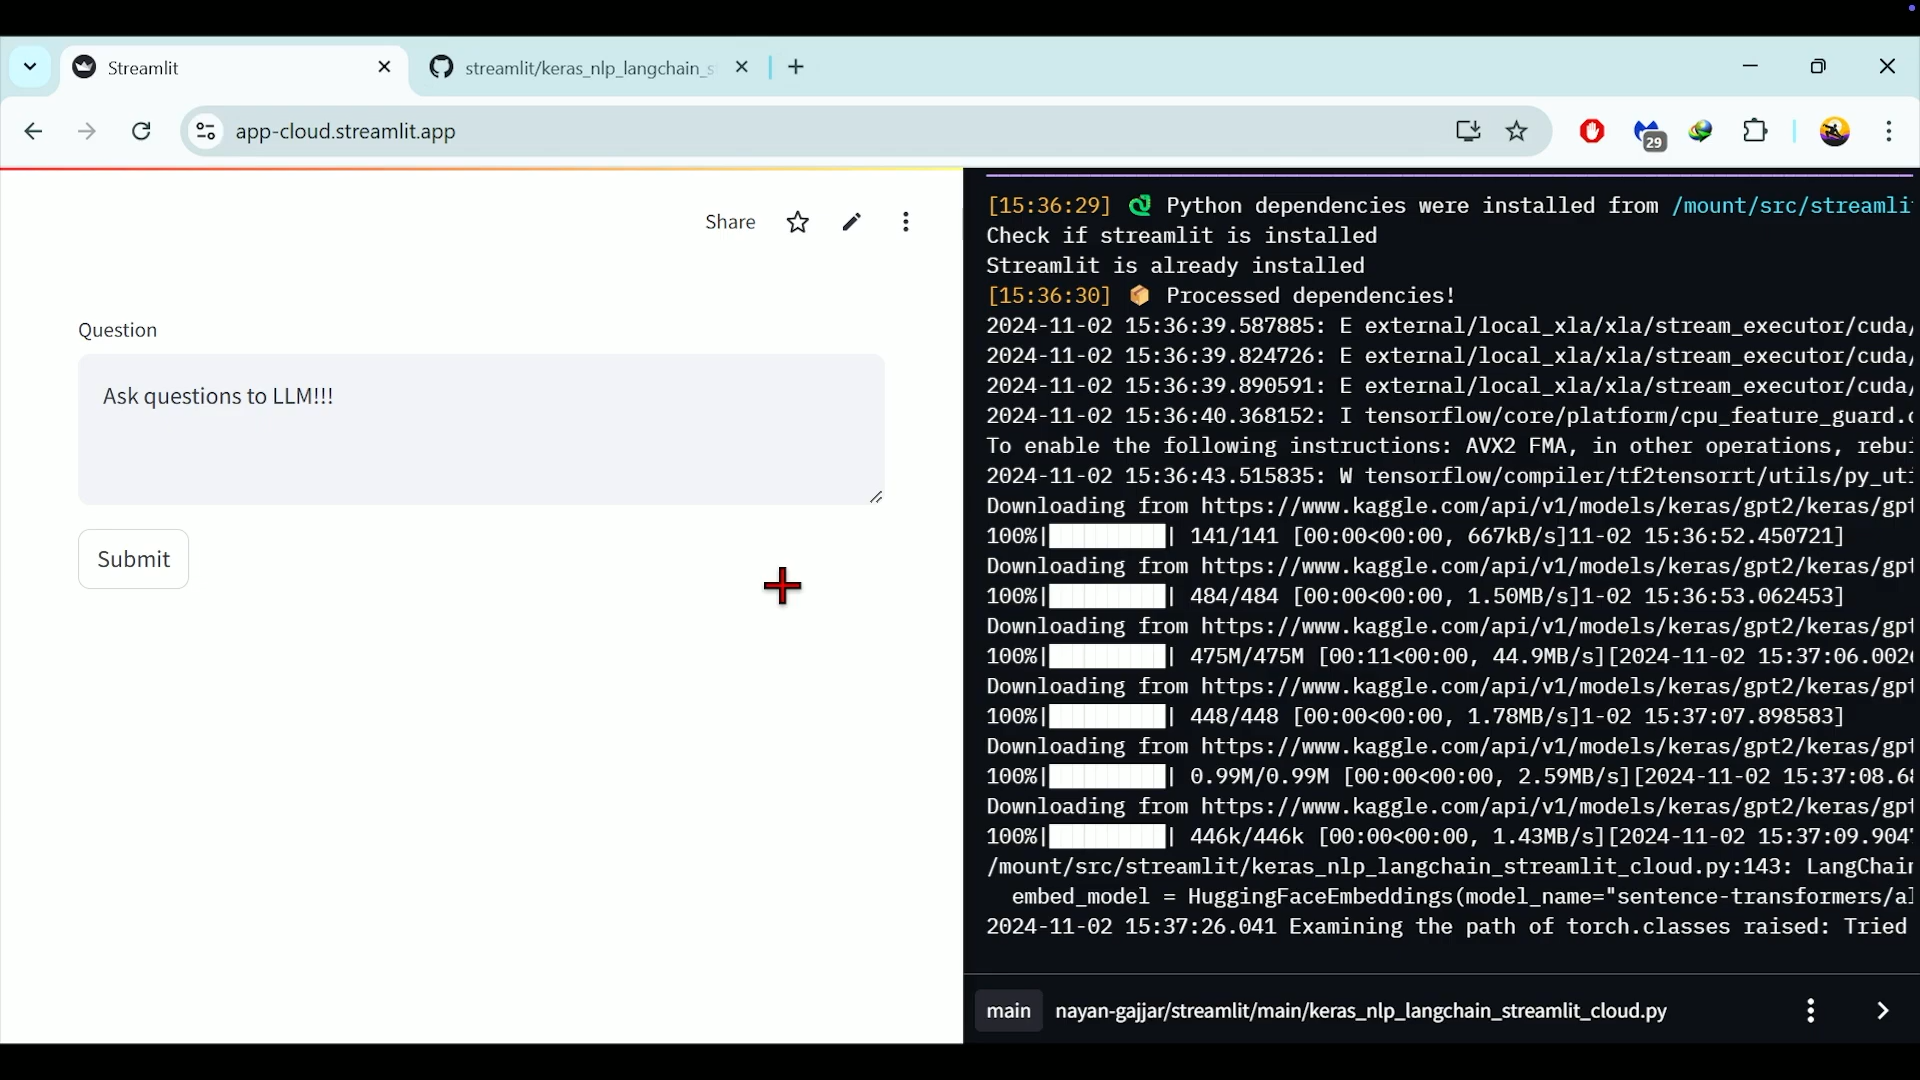 Streamlit
streamlit/keras_nlp_langchain_s
app-cloud.streamlit.app
29
Share
Question
Ask questions to LLM!!!
Submit
[15:36:29] Python dependencies were installed from /mount/src/streamli
Check if streamlit is installed
Streamlit is already installed
[15:36:30] 📦 Processed dependencies!
2024-11-02 15:36:39.587885: E external/local_xla/xla/stream_executor/cuda/
2024-11-02 15:36:39.824726: E external/local_xla/xla/stream_executor/cuda/
2024-11-02 15:36:39.890591: E external/local_xla/xla/stream_executor/cuda/
2024-11-02 15:36:40.368152: I tensorflow/core/platform/cpu_feature_guard.c
To enable the following instructions: AVX2 FMA, in other operations, rebui
2024-11-02 15:36:43.515835: W tensorflow/compiler/tf2tensorrt/utils/py_uti
Downloading from https://www.kaggle.com/api/v1/models/keras/gpt2/keras/gpt
100%|██████████| 141/141 [00:00<00:00, 667kB/s]11-02 15:36:52.450721]
Downloading from https://www.kaggle.com/api/v1/models/keras/gpt2/keras/gpt
100%|██████████| 484/484 [00:00<00:00, 1.50MB/s]1-02 15:36:53.062453]
Downloading from https://www.kaggle.com/api/v1/models/keras/gpt2/keras/gpt
100%|██████████| 475M/475M [00:11<00:00, 44.9MB/s][2024-11-02 15:37:06.002
Downloading from https://www.kaggle.com/api/v1/models/keras/gpt2/keras/gpt
100%|██████████| 448/448 [00:00<00:00, 1.78MB/s]1-02 15:37:07.898583]
Downloading from https://www.kaggle.com/api/v1/models/keras/gpt2/keras/gpt
100%|██████████| 0.99M/0.99M [00:00<00:00, 2.59MB/s][2024-11-02 15:37:08.6
Downloading from https://www.kaggle.com/api/v1/models/keras/gpt2/keras/gpt
100%|██████████| 446k/446k [00:00<00:00, 1.43MB/s][2024-11-02 15:37:09.904
/mount/src/streamlit/keras_nlp_langchain_streamlit_cloud.py:143: LangChain
embed_model = HuggingFaceEmbeddings(model_name="sentence-transformers/al
2024-11-02 15:37:26.041 Examining the path of torch.classes raised: Tried
main nayan-gajjar/streamlit/main/keras_nlp_langchain_streamlit_cloud.py